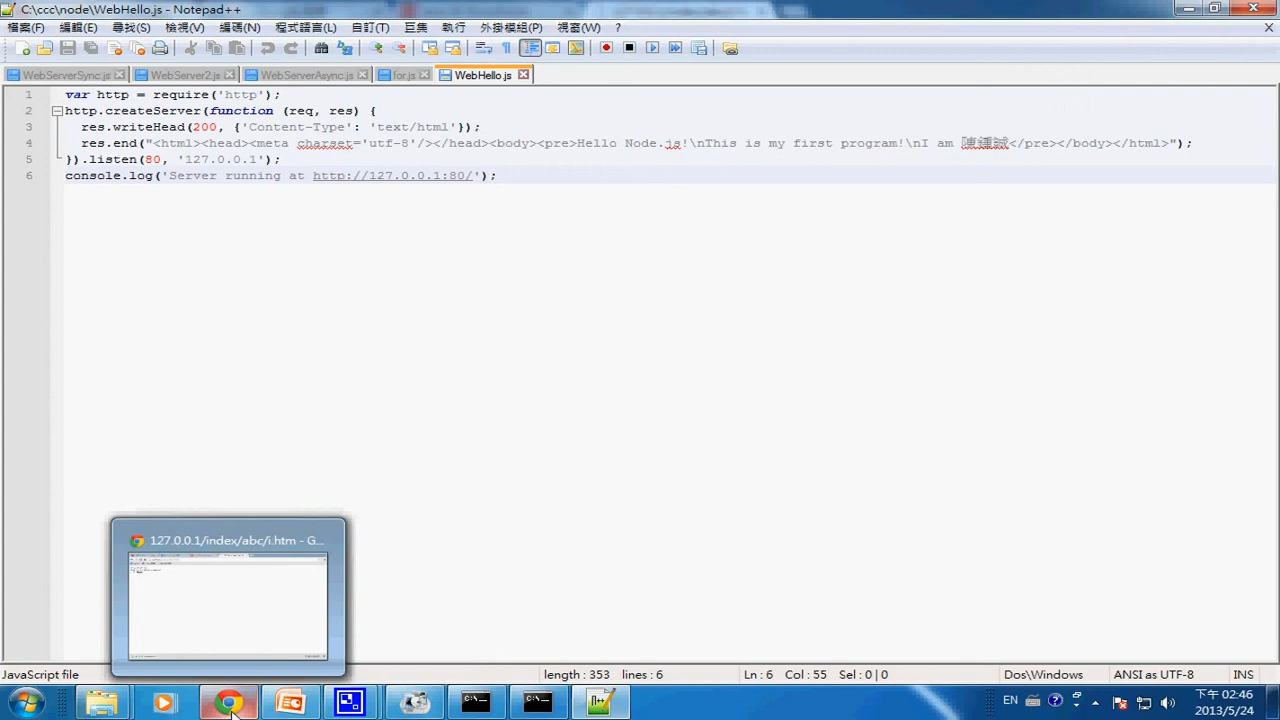 C:\ccc\node\WebHello.js - Notepad++
檔案(F) 編輯(E) 尋找(S) 檢視(V) 編碼(N) 程式語言(L) 自訂(T) 巨集 執行 外掛模組(P) 視窗(W) ? X
WebServerSync.js WebServer2.js WebServerAsync.js for.js WebHello.js
1 var http = require('http');
2 http.createServer(function (req, res) {
3 res.writeHead(200, {'Content-Type': 'text/html'});
4 res.end("<html><head><meta charset='utf-8'/></head><body><pre>Hello Node.js!\nThis is my first program!\nI am 陳鍾誠</pre></body></html>");
5 }).listen(80, '127.0.0.1');
6 console.log('Server running at http://127.0.0.1:80/');
127.0.0.1/index/abc/i.htm - G...
JavaScript file length : 353 lines : 6 Ln : 6 Col : 55 Sel : 0 | 0 Dos\Windows ANSI as UTF-8 INS
C:\. C:\. EN 下午 02:46
2013/5/24